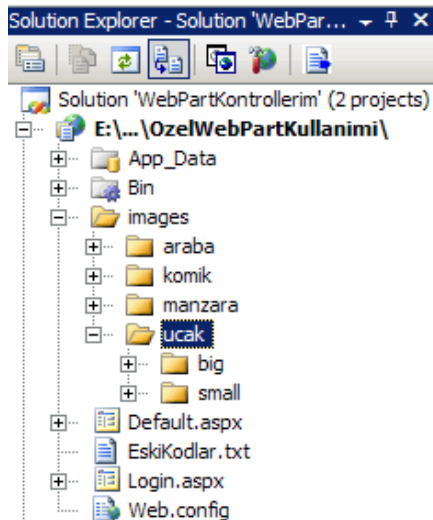 Solution Explorer - Solution 'WebPar...
Solution 'WebPartKontrollerim' (2 projects)
E:\...\OzelWebPartKullanimi\
App_Data
Bin
images
araba
komik
manzara
ucak
big
small
Default.aspx
EskiKodlar.txt
Login.aspx
Web.config